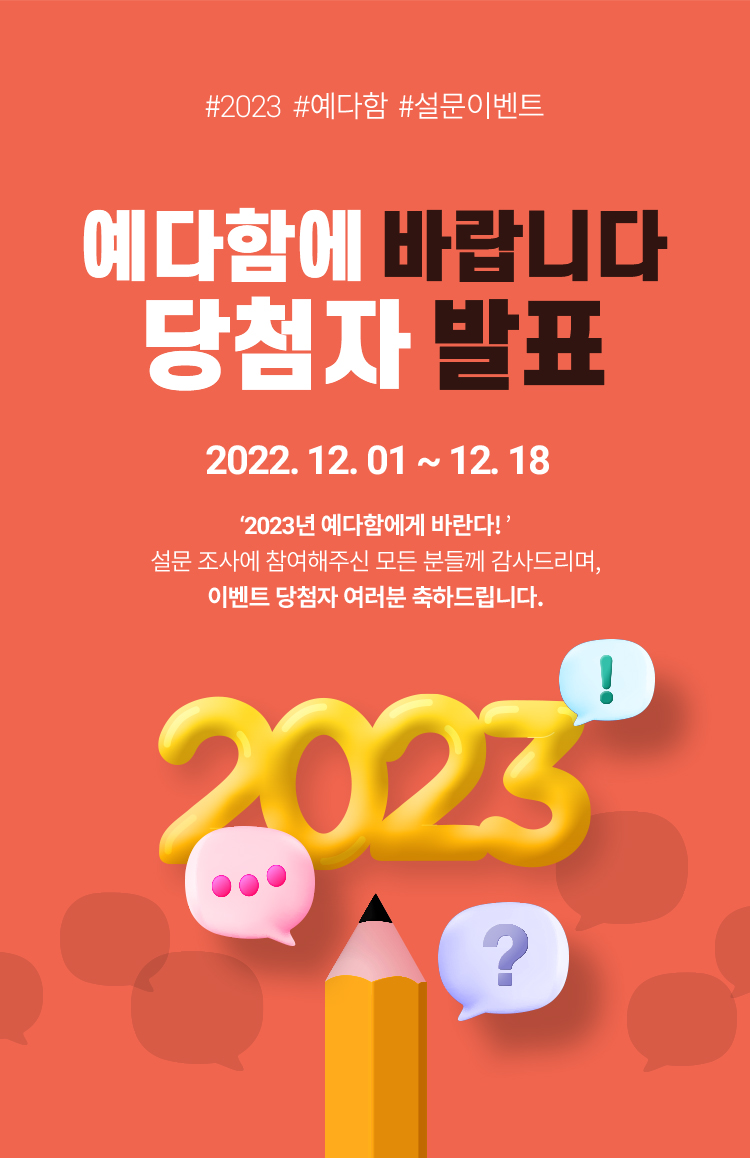 #2023 #예다함 #설문이벤트
예다함에 바랍니다
당첨자 발표
2022. 12. 01 ~ 12. 18
‘2023년 예다함에게 바란다! ’
설문 조사에 참여해주신 모든 분들께 감사드리며,
이벤트 당첨자 여러분 축하드립니다.
!
2023
...
?